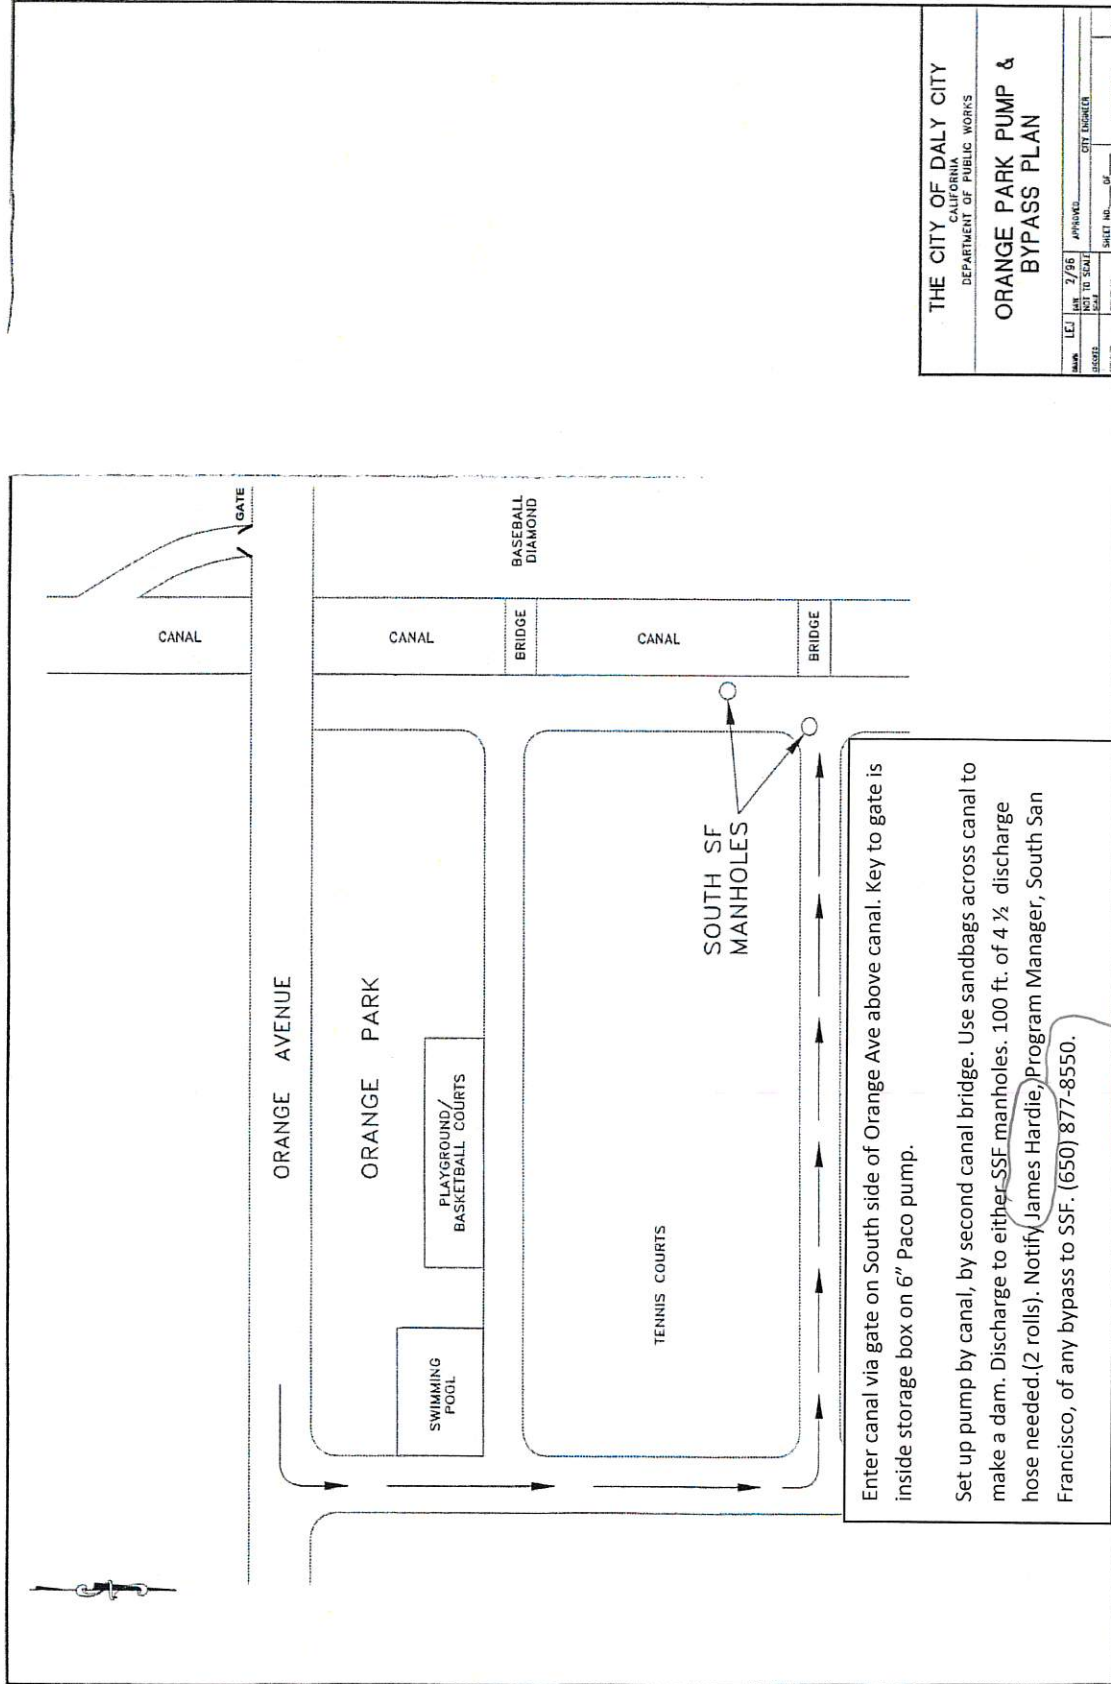 GATE
CANAL
CANAL
BRIDGE
CANAL
BRIDGE
BASEBALL
DIAMOND
ORANGE AVENUE
ORANGE PARK
PLAYGROUND/
BASKETBALL COURTS
SWIMMING
POOL
TENNIS COURTS
SOUTH SF
MANHOLES
Enter canal via gate on South side of Orange Ave above canal. Key to gate is
inside storage box on 6” Paco pump.
Set up pump by canal, by second canal bridge. Use sandbags across canal to
make a dam. Discharge to either SSF manholes. 100 ft. of 4 ½ discharge
hose needed.(2 rolls). Notify James Hardie, Program Manager, South San
Francisco, of any bypass to SSF. (650) 877-8550.
THE CITY OF DALY CITY
CALIFORNIA
DEPARTMENT OF PUBLIC WORKS
ORANGE PARK PUMP &
BYPASS PLAN
DRAWN LEJ DATE 2/96 APPROVED
CITY ENGINEER
CHECKED NOT TO SCALE
SCALE
SHEET NO. OF